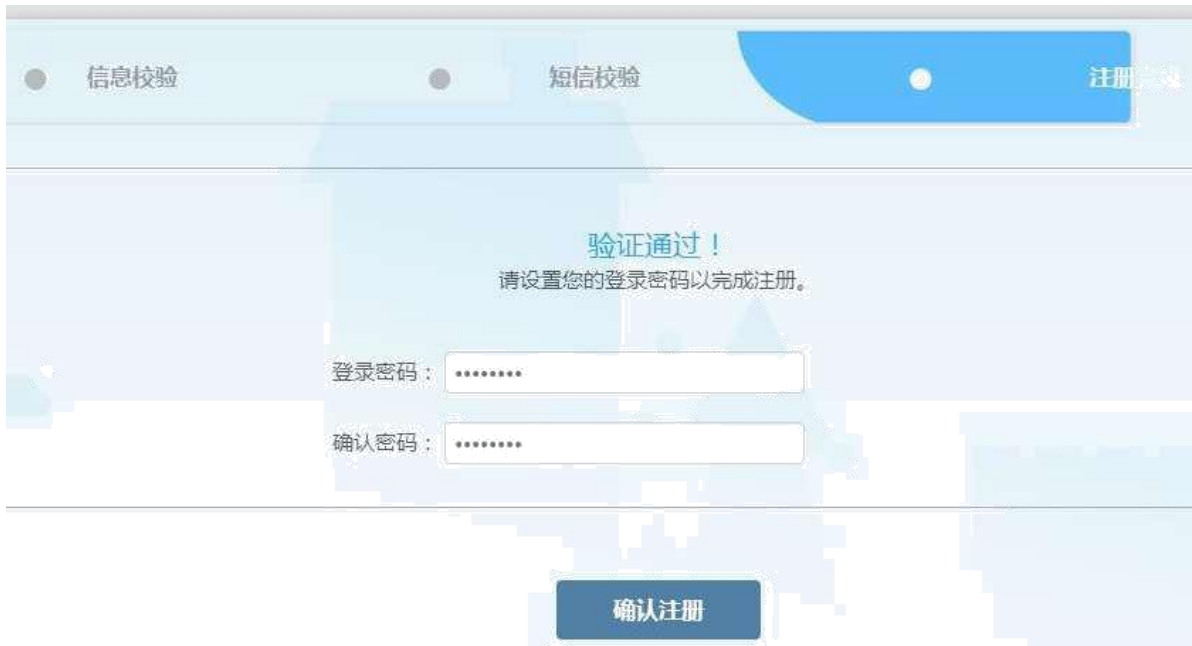 信息校验
短信校验
注册完成
验证通过！
请设置您的登录密码以完成注册。
登录密码： ••••••••
确认密码： ••••••••
确认注册